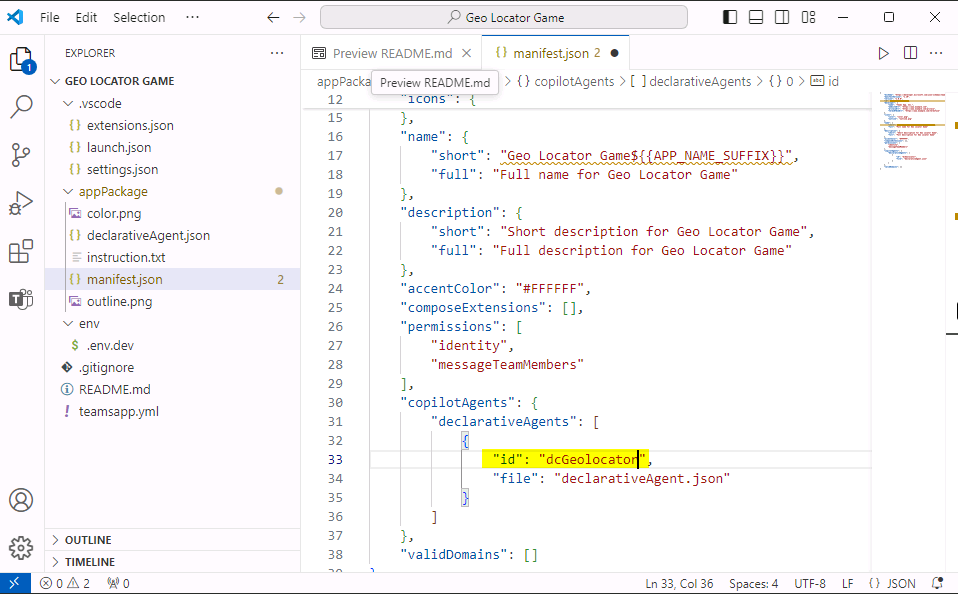 File Edit Selection ··· Geo Locator Game
EXPLORER ···
GEO LOCATOR GAME
.vscode
{} extensions.json
{} launch.json
{} settings.json
appPackage
color.png
{} declarativeAgent.json
instruction.txt
{} manifest.json 2
outline.png
env
$ .env.dev
.gitignore
README.md
! teamsapp.yml
OUTLINE
TIMELINE
1
Preview README.md
{} manifest.json 2
appPacka > {} copilotAgents > [ ] declarativeAgents > {} 0 > abc id
Preview README.md
12 "icons": {
15 },
16 "name": {
17 "short": "Geo Locator Game${{APP_NAME_SUFFIX}}",
18 "full": "Full name for Geo Locator Game"
19 },
20 "description": {
21 "short": "Short description for Geo Locator Game",
22 "full": "Full description for Geo Locator Game"
23 },
24 "accentColor": "#FFFFFF",
25 "composeExtensions": [],
26 "permissions": [
27 "identity",
28 "messageTeamMembers"
29 ],
30 "copilotAgents": {
31 "declarativeAgents": [
32 {
33 "id": "dcGeolocator",
34 "file": "declarativeAgent.json"
35 }
36 ]
37 },
38 "validDomains": []
0 2 0 Ln 33, Col 36 Spaces: 4 UTF-8 LF {} JSON